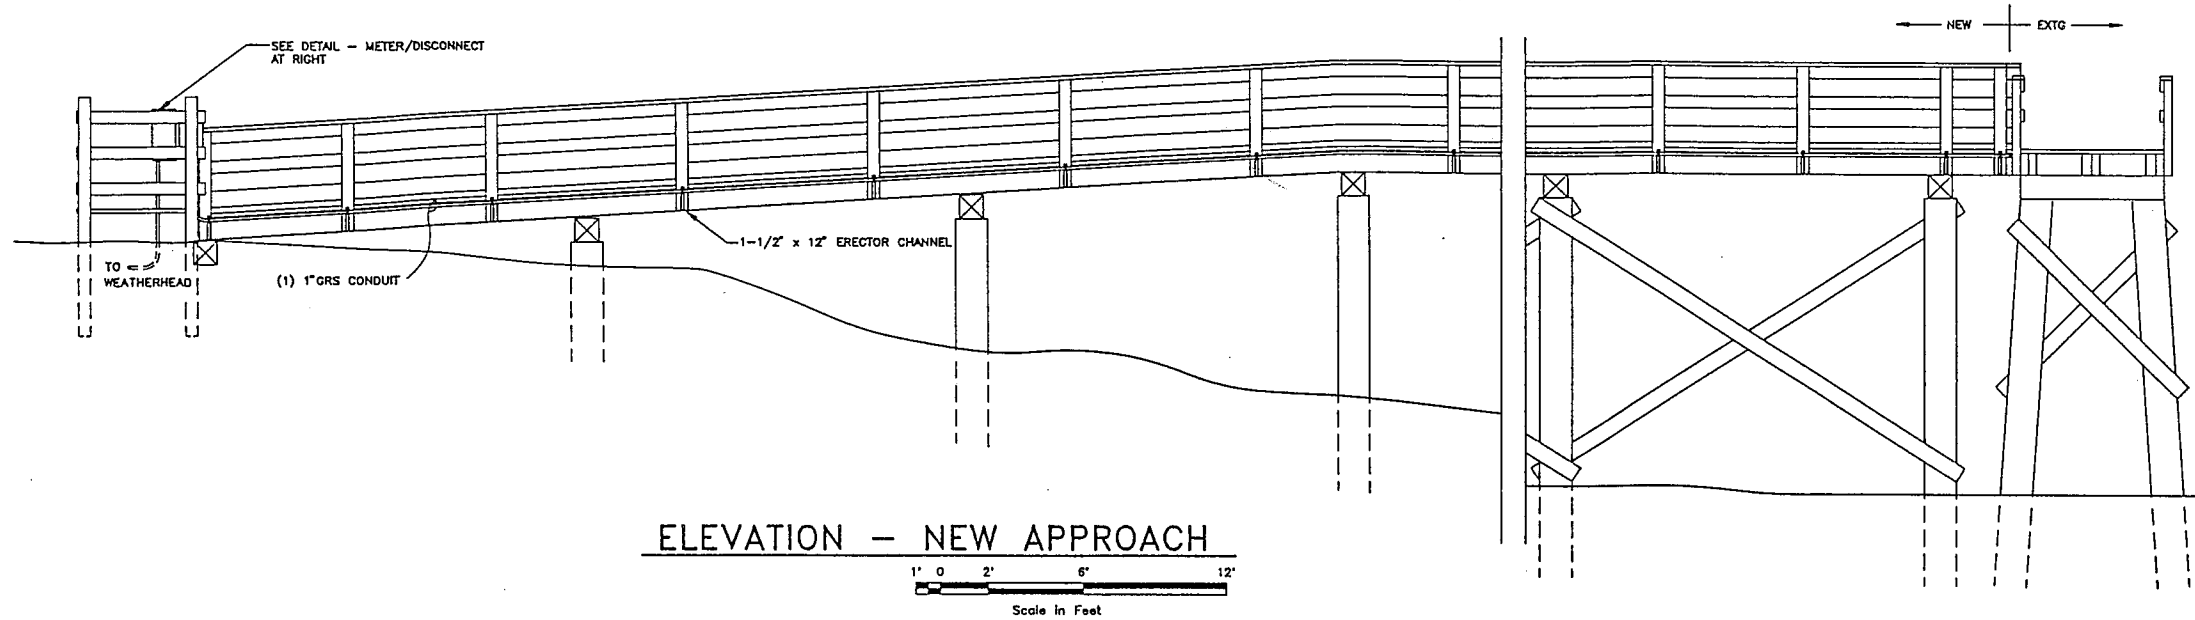 NEW EXTG
SEE DETAIL - METER/DISCONNECT
AT RIGHT
1-1/2" x 12" ERECTOR CHANNEL
TO
WEATHERHEAD
(1) 1" GRS CONDUIT
ELEVATION - NEW APPROACH
1' 0 2' 6' 12'
Scale in Feet